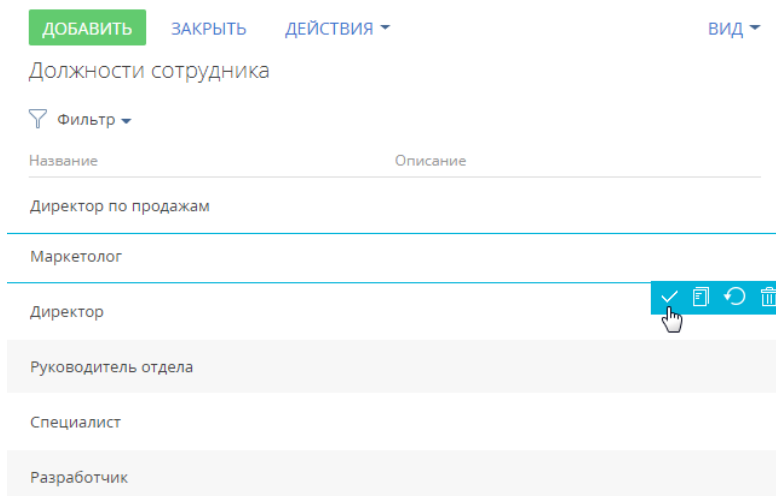 ДОБАВИТЬ ЗАКРЫТЬ ДЕЙСТВИЯ ВИД
Должности сотрудника
Фильтр
Название Описание
Директор по продажам
Маркетолог
Директор
Руководитель отдела
Специалист
Разработчик